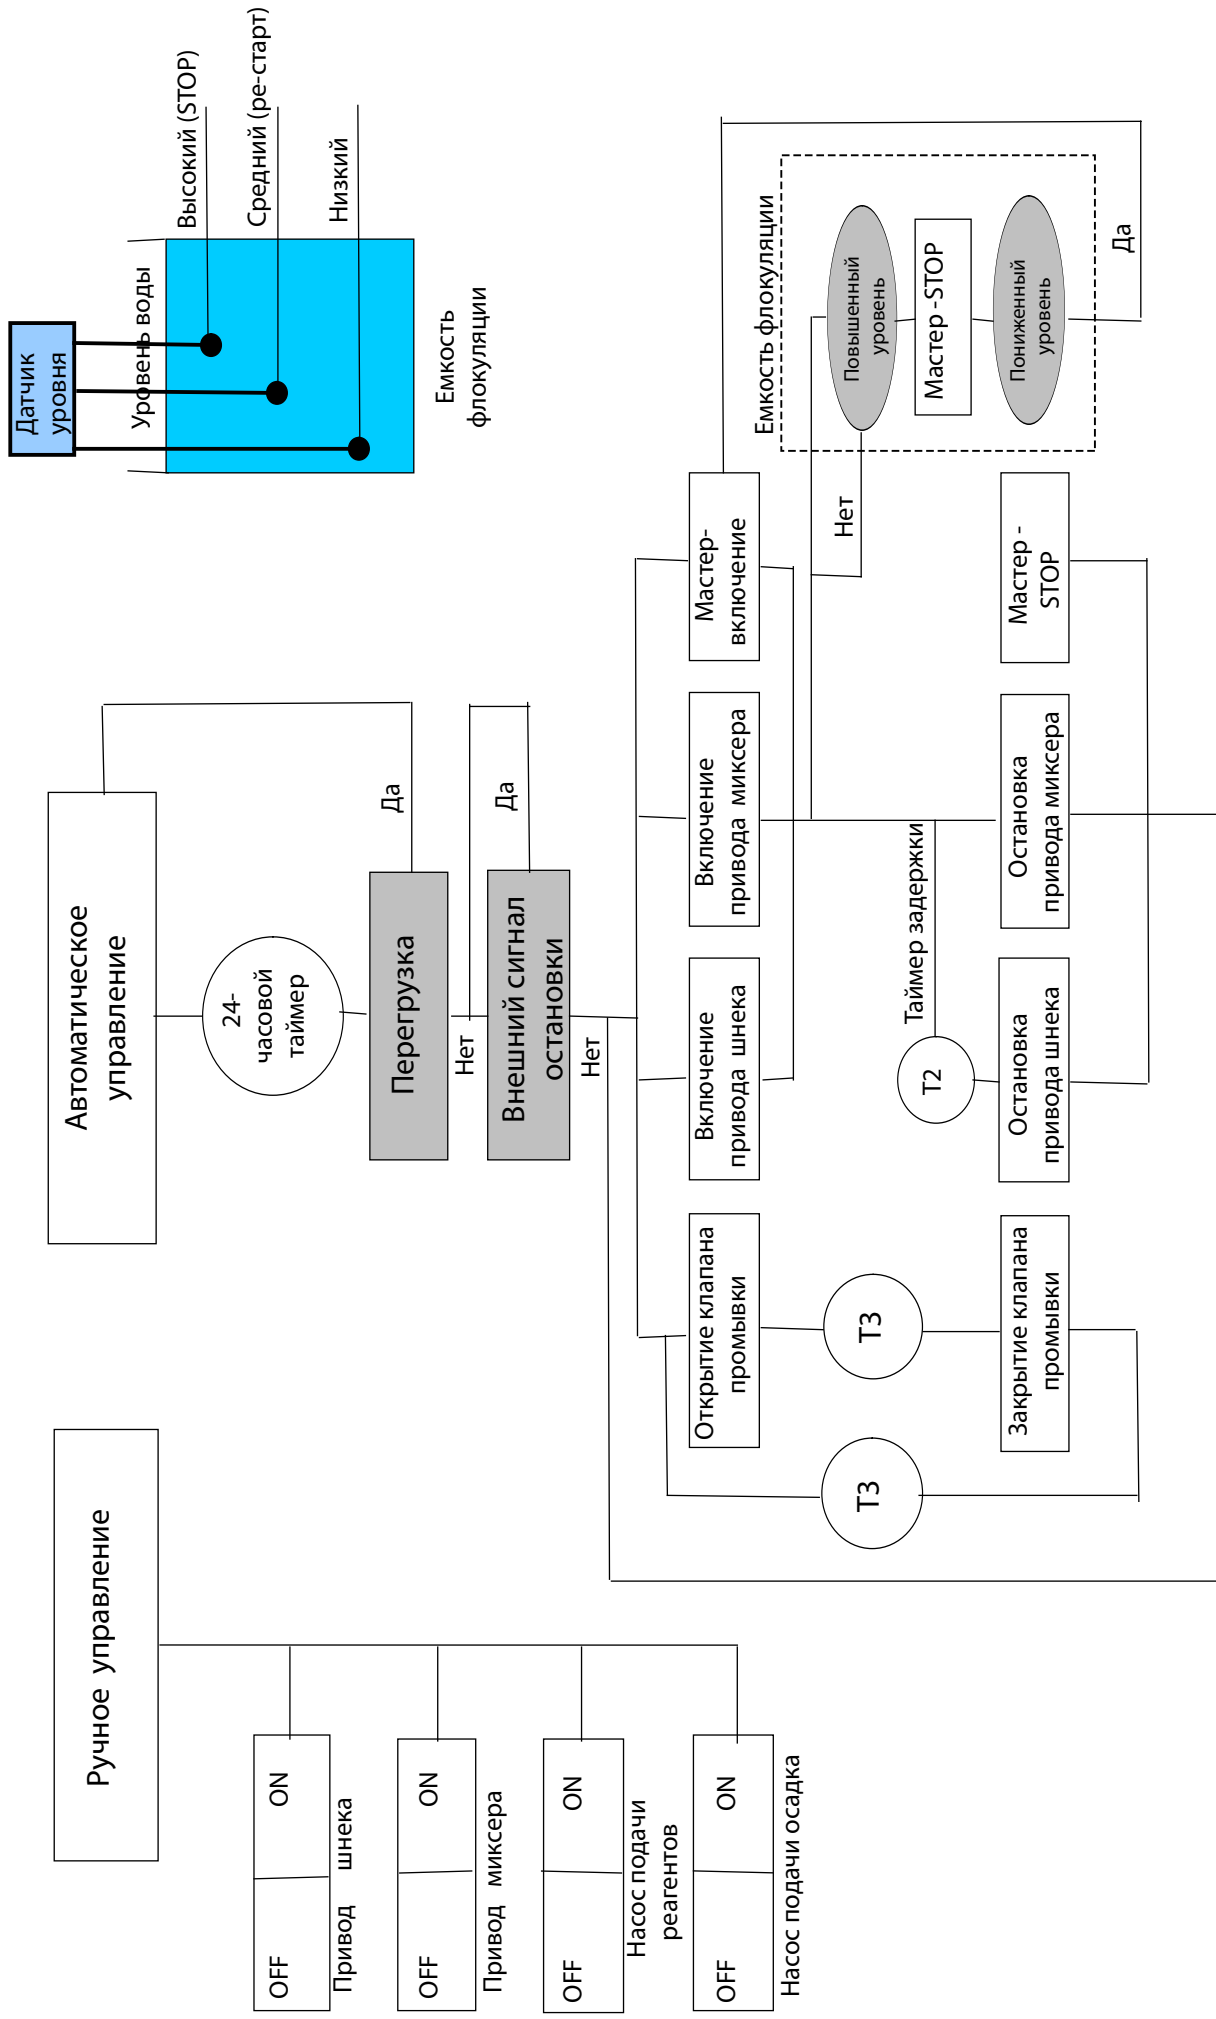 Ручное управление
OFF
ON
Привод шнека
OFF
ON
Привод миксера
OFF
ON
Насос подачи
реагентов
OFF
ON
Насос подачи осадка
Автоматическое
управление
24-
часовой
таймер
Перегрузка
Да
Нет
Внешний сигнал
остановки
Да
Нет
Открытие клапана
промывки
Включение
привода шнека
Включение
привода миксера
Мастер-
включение
Т3
Т3
Т2
Таймер задержки
Нет
Закрытие клапана
промывки
Остановка
привода шнека
Остановка
привода миксера
Мастер -
STOP
Емкость флокуляции
Повышенный
уровень
Мастер -STOP
Пониженный
уровень
Да
Датчик
уровня
Уровень воды
Высокий (STOP)
Средний (ре-старт)
Низкий
Емкость
флокуляции